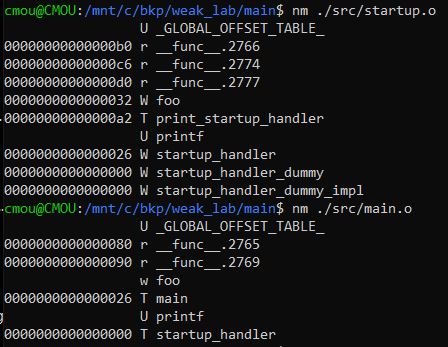 cmou@CMOU:/mnt/c/bkp/weak_lab/main$ nm ./src/startup.o
                 U _GLOBAL_OFFSET_TABLE_
00000000000000b0 r __func__.2766
00000000000000c6 r __func__.2774
00000000000000d0 r __func__.2777
0000000000000032 W foo
00000000000000a2 T print_startup_handler
                 U printf
0000000000000026 W startup_handler
0000000000000000 W startup_handler_dummy
0000000000000000 W startup_handler_dummy_impl
cmou@CMOU:/mnt/c/bkp/weak_lab/main$ nm ./src/main.o
                 U _GLOBAL_OFFSET_TABLE_
0000000000000080 r __func__.2765
0000000000000090 r __func__.2769
                 w foo
0000000000000026 T main
                 U printf
0000000000000000 T startup_handler